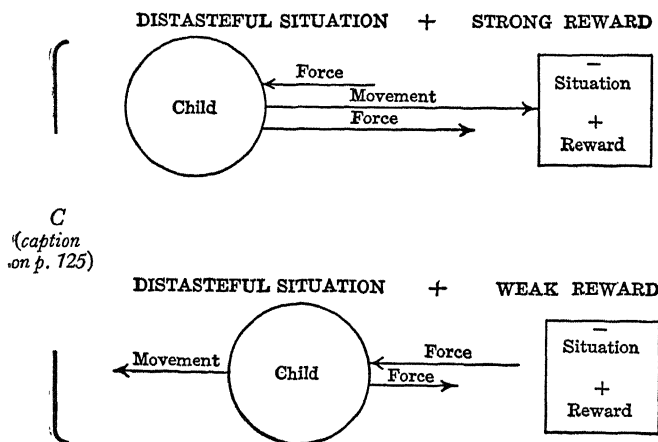 DISTASTEFUL SITUATION + STRONG REWARD
Force
Movement
Force
Child
−
Situation
+
Reward
C
(caption
on p. 125)
DISTASTEFUL SITUATION + WEAK REWARD
Movement
Child
Force
Force
−
Situation
+
Reward